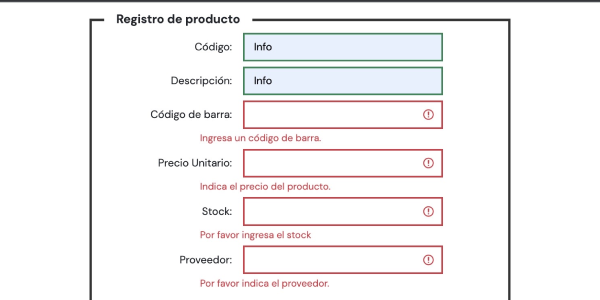 Registro de producto
Código: Info
Descripción: Info
Código de barra:
Ingresa un código de barra.
Precio Unitario:
Indica el precio del producto.
Stock:
Por favor ingresa el stock
Proveedor:
Por favor indica el proveedor.